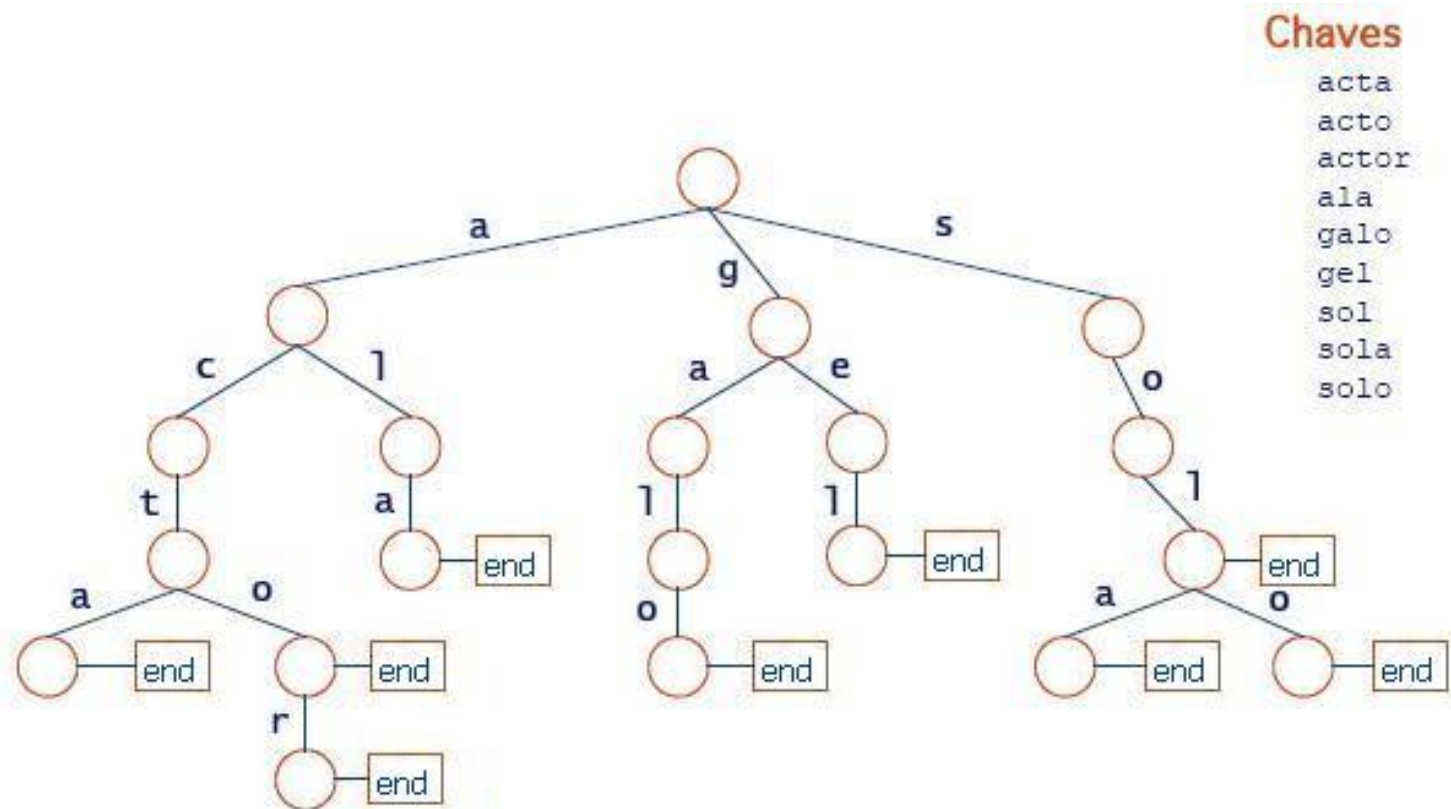 Chaves
acta
acto
actor
ala
galo
gel
sol
sola
solo
a
s
g
c
l
a
e
o
t
a
l
l
l
end
end
end
a
o
o
a
o
end
end
end
end
end
r
end